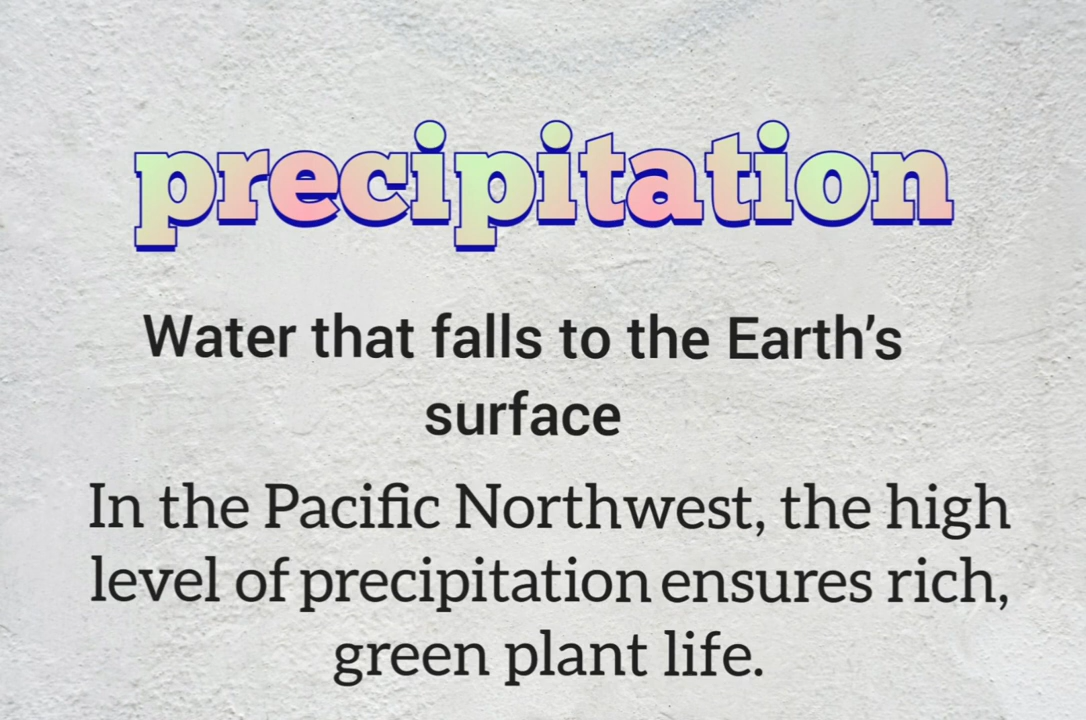 precipitation
Water that falls to the Earth’s
surface
In the Pacific Northwest, the high
level of precipitation ensures rich,
green plant life.